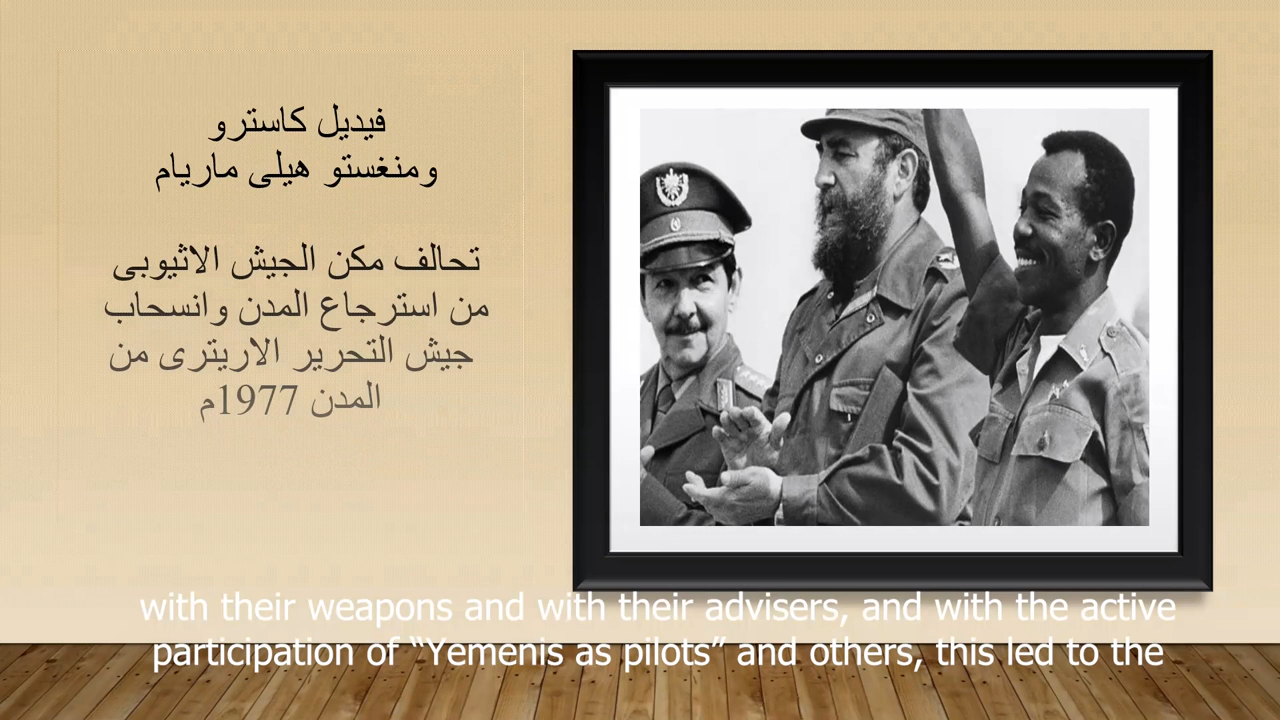 فيديل كاسترو
ومنغستو هيلى ماريام
تحالف مكن الجيش الاثيوبى
من استرجاع المدن وانسحاب
جيش التحرير الاريترى من
المدن 1977م
with their weapons and with their advisers, and with the active
participation of “Yemenis as pilots” and others, this led to the